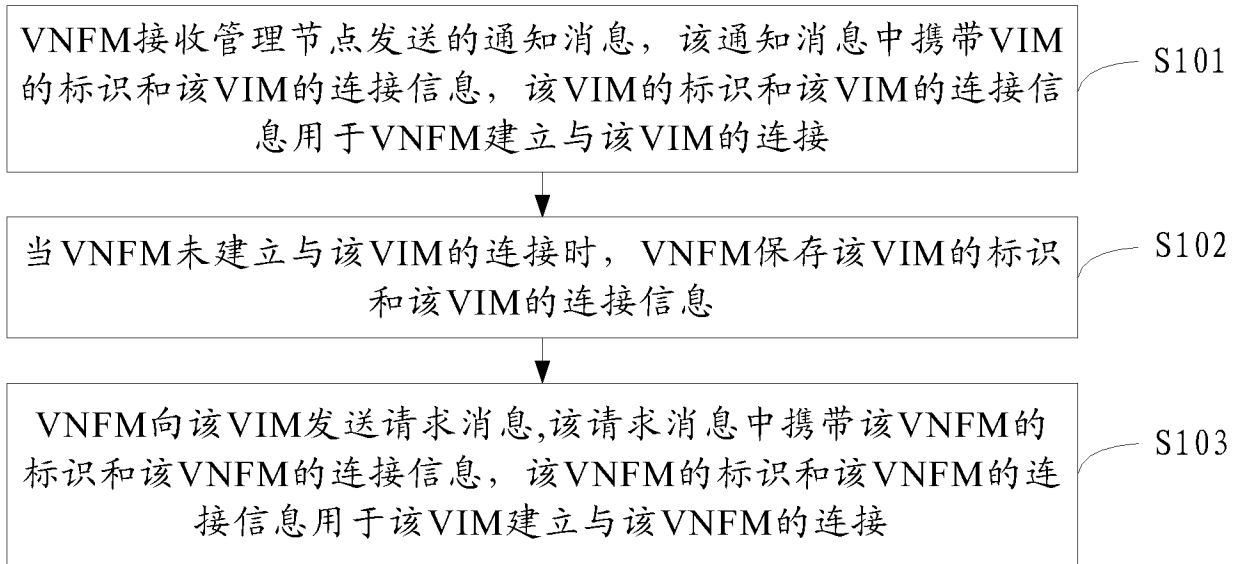 VNFM接收管理节点发送的通知消息，该通知消息中携带VIM
的标识和该VIM的连接信息，该VIM的标识和该VIM的连接信
息用于VNFM建立与该VIM的连接
S101
当VNFM未建立与该VIM的连接时，VNFM保存该VIM的标识
和该VIM的连接信息
S102
VNFM向该VIM发送请求消息,该请求消息中携带该VNFM的
标识和该VNFM的连接信息，该VNFM的标识和该VNFM的连
接信息用于该VIM建立与该VNFM的连接
S103